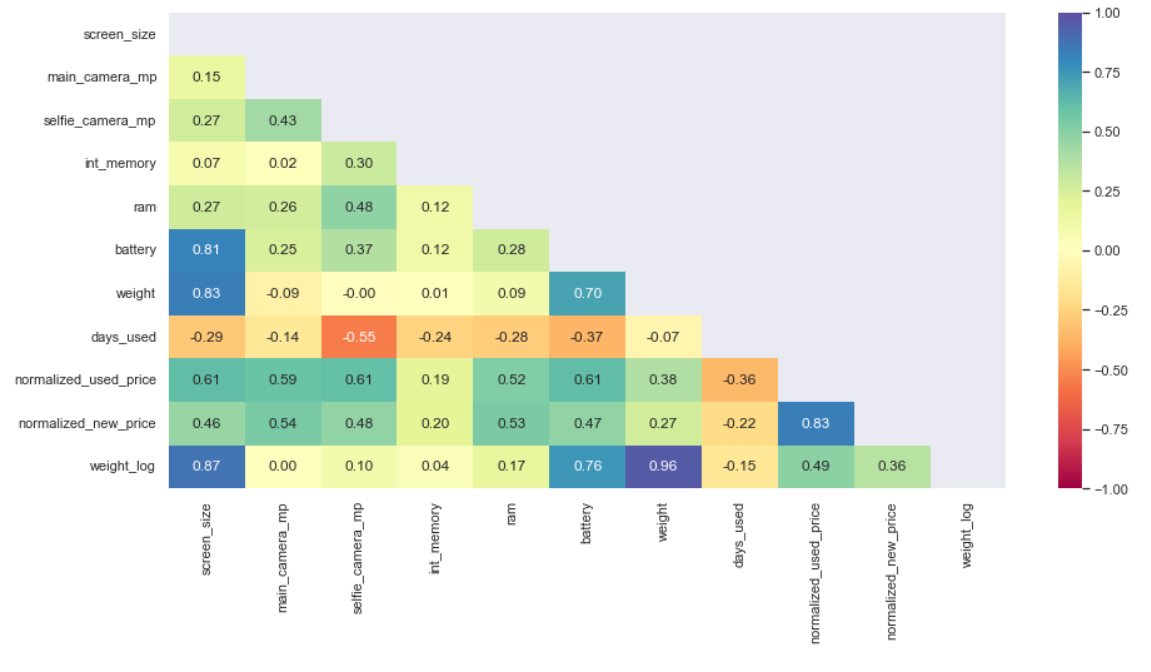 screen_size
main_camera_mp 0.15
selfie_camera_mp 0.27 0.43
int_memory 0.07 0.02 0.30
ram 0.27 0.26 0.48 0.12
battery 0.81 0.25 0.37 0.12 0.28
weight 0.83 -0.09 -0.00 0.01 0.09 0.70
days_used -0.29 -0.14 -0.55 -0.24 -0.28 -0.37 -0.07
normalized_used_price 0.61 0.59 0.61 0.19 0.52 0.61 0.38 -0.36
normalized_new_price 0.46 0.54 0.48 0.20 0.53 0.47 0.27 -0.22 0.83
weight_log 0.87 0.00 0.10 0.04 0.17 0.76 0.96 -0.15 0.49 0.36
screen_size
main_camera_mp
selfie_camera_mp
int_memory
ram
battery
weight
days_used
normalized_used_price
normalized_new_price
weight_log
1.00
0.75
0.50
0.25
0.00
−0.25
−0.50
−0.75
−1.00